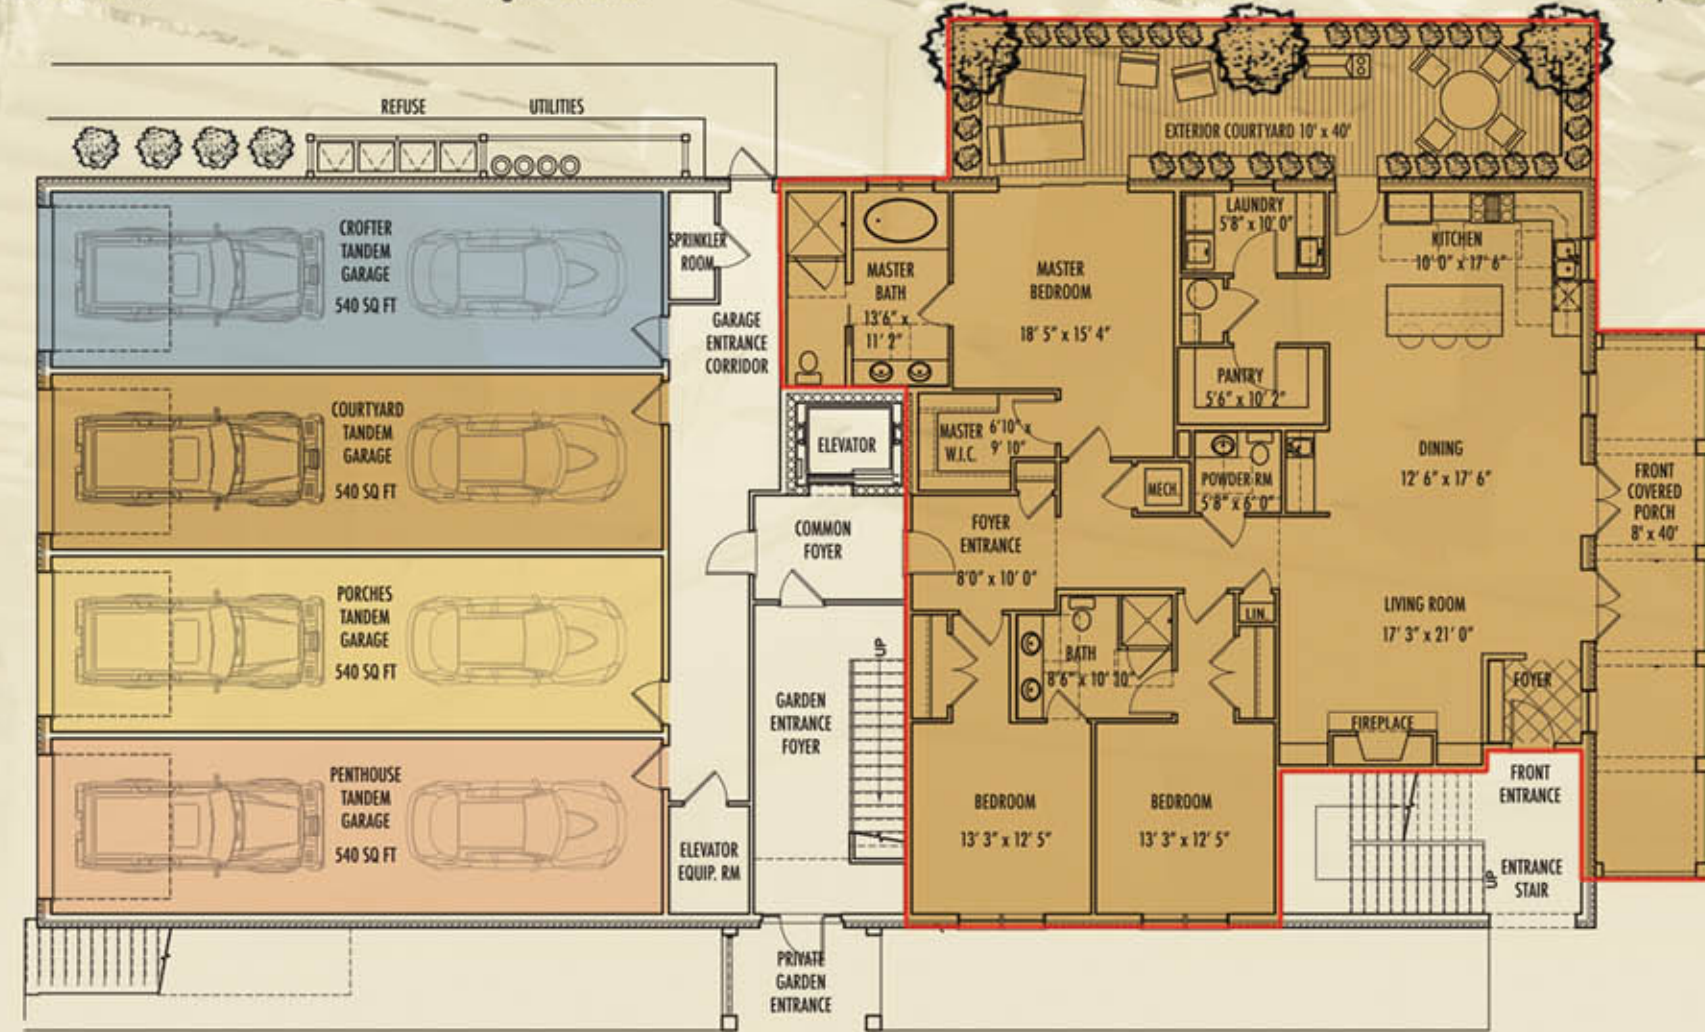 REFUSE
UTILITIES
EXTERIOR COURTYARD 10' x 40'
CROFTER
TANDEM
GARAGE
540 SQ FT
SPRINKLER
ROOM
GARAGE
ENTRANCE
CORRIDOR
MASTER
BATH
13'6" x
11' 2"
MASTER
BEDROOM
18' 5" x 15' 4"
LAUNDRY
5'8" x 10' 0"
KITCHEN
10' 0" x 17' 6"
PANTRY
5'6" x 10' 2"
COURTYARD
TANDEM
GARAGE
540 SQ FT
ELEVATOR
MASTER
W.I.C.
6'10" x
9' 10"
MECH
POWDER RM
5'8" x 6' 0"
DINING
12' 6" x 17' 6"
FRONT
COVERED
PORCH
8' x 40'
COMMON
FOYER
FOYER
ENTRANCE
8'0" x 10' 0"
PORCHES
TANDEM
GARAGE
540 SQ FT
UP
GARDEN
ENTRANCE
FOYER
BATH
8'6" x 10' 10"
LIN.
LIVING ROOM
17' 3" x 21' 0"
FOYER
FIREPLACE
PENTHOUSE
TANDEM
GARAGE
540 SQ FT
ELEVATOR
EQUIP. RM
BEDROOM
13' 3" x 12' 5"
BEDROOM
13' 3" x 12' 5"
FRONT
ENTRANCE
UP
ENTRANCE
STAIR
PRIVATE
GARDEN
ENTRANCE